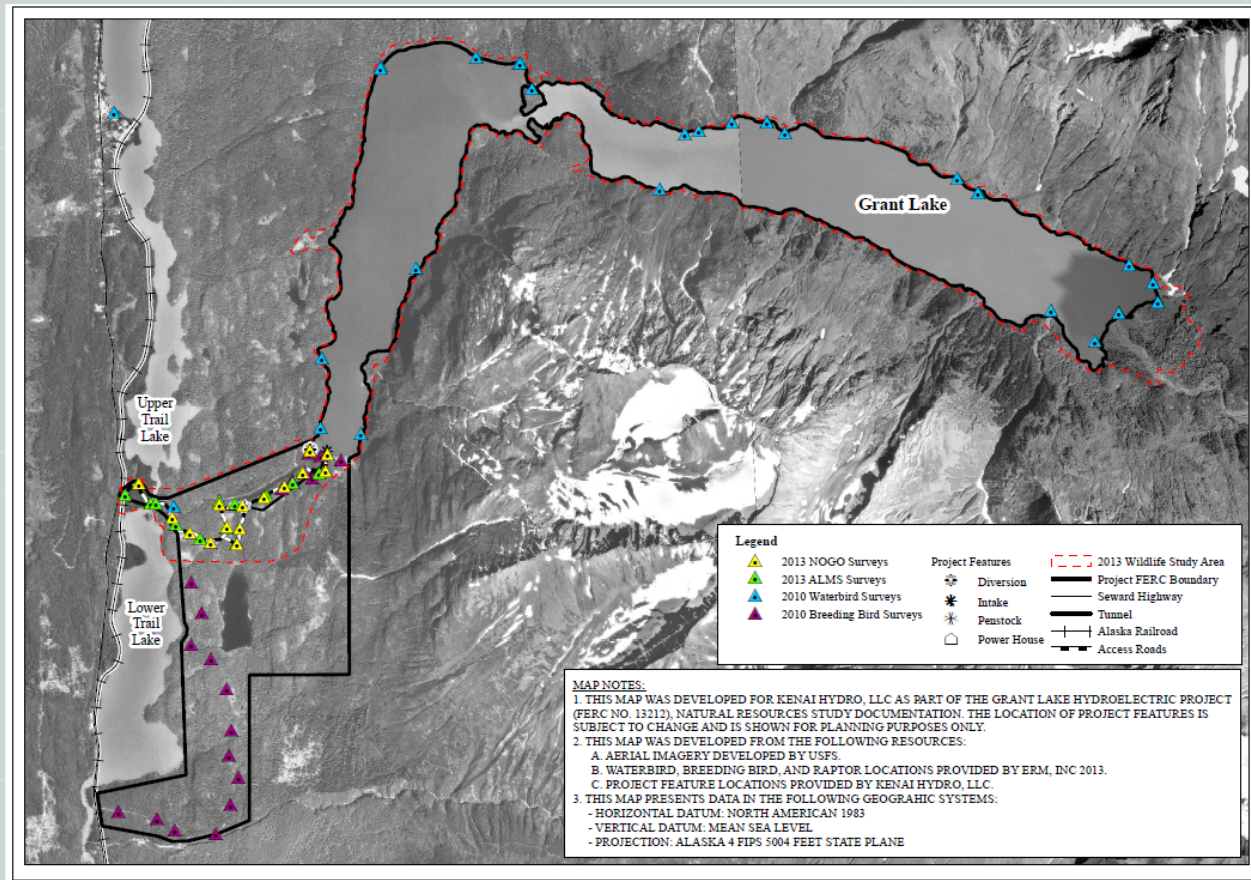 Grant Lake
Upper
Trail
Lake
Lower
Trail
Lake
Legend
2013 NOGO Surveys
2013 ALMS Surveys
2010 Waterbird Surveys
2010 Breeding Bird Surveys
Project Features
Diversion
Intake
Penstock
Power House
2013 Wildlife Study Area
Project FERC Boundary
Seward Highway
Tunnel
Alaska Railroad
Access Roads
MAP NOTES:
1. THIS MAP WAS DEVELOPED FOR KENAI HYDRO, LLC AS PART OF THE GRANT LAKE HYDROELECTRIC PROJECT
(FERC NO. 13212), NATURAL RESOURCES STUDY DOCUMENTATION. THE LOCATION OF PROJECT FEATURES IS
SUBJECT TO CHANGE AND IS SHOWN FOR PLANNING PURPOSES ONLY.
2. THIS MAP WAS DEVELOPED FROM THE FOLLOWING RESOURCES:
A. AERIAL IMAGERY DEVELOPED BY USFS.
B. WATERBIRD, BREEDING BIRD, AND RAPTOR LOCATIONS PROVIDED BY ERM, INC 2013.
C. PROJECT FEATURE LOCATIONS PROVIDED BY KENAI HYDRO, LLC.
3. THIS MAP PRESENTS DATA IN THE FOLLOWING GEOGRAHIC SYSTEMS:
- HORIZONTAL DATUM: NORTH AMERICAN 1983
- VERTICAL DATUM: MEAN SEA LEVEL
- PROJECTION: ALASKA 4 FIPS 5004 FEET STATE PLANE